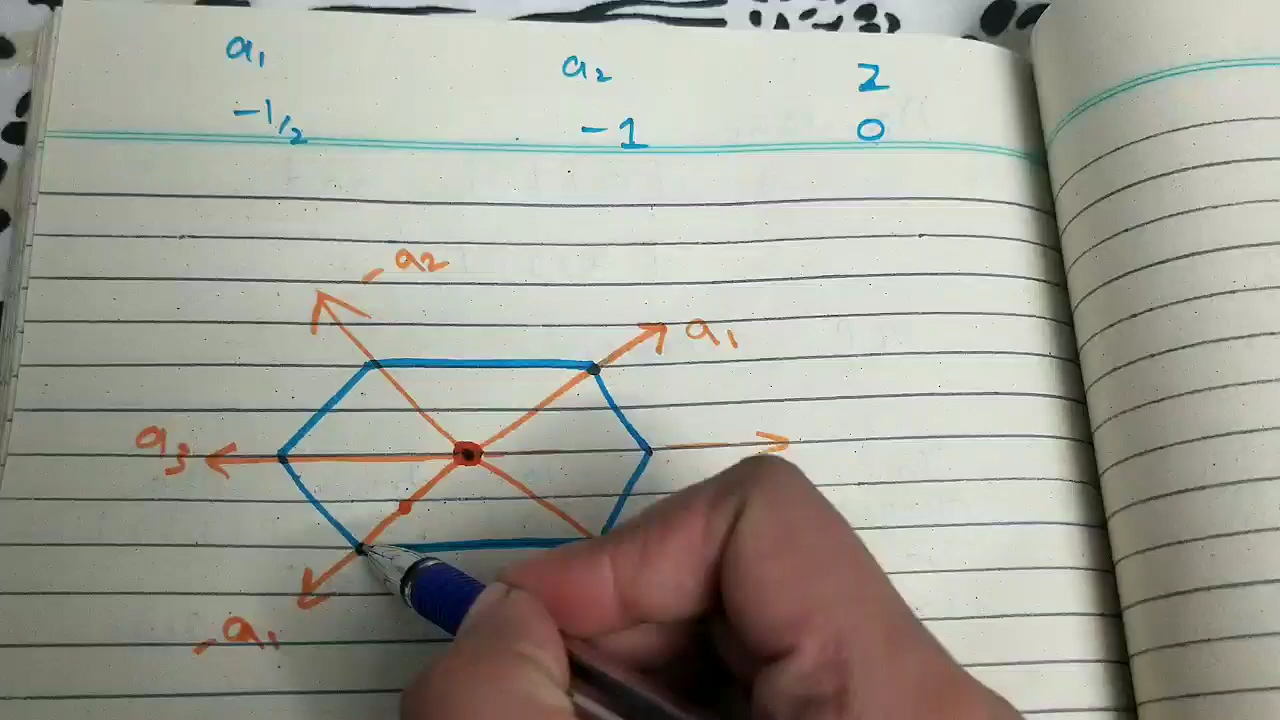 a₁ a₂ Z
-1/2 -1 0
-a₂
a₁
a₃
-a₁